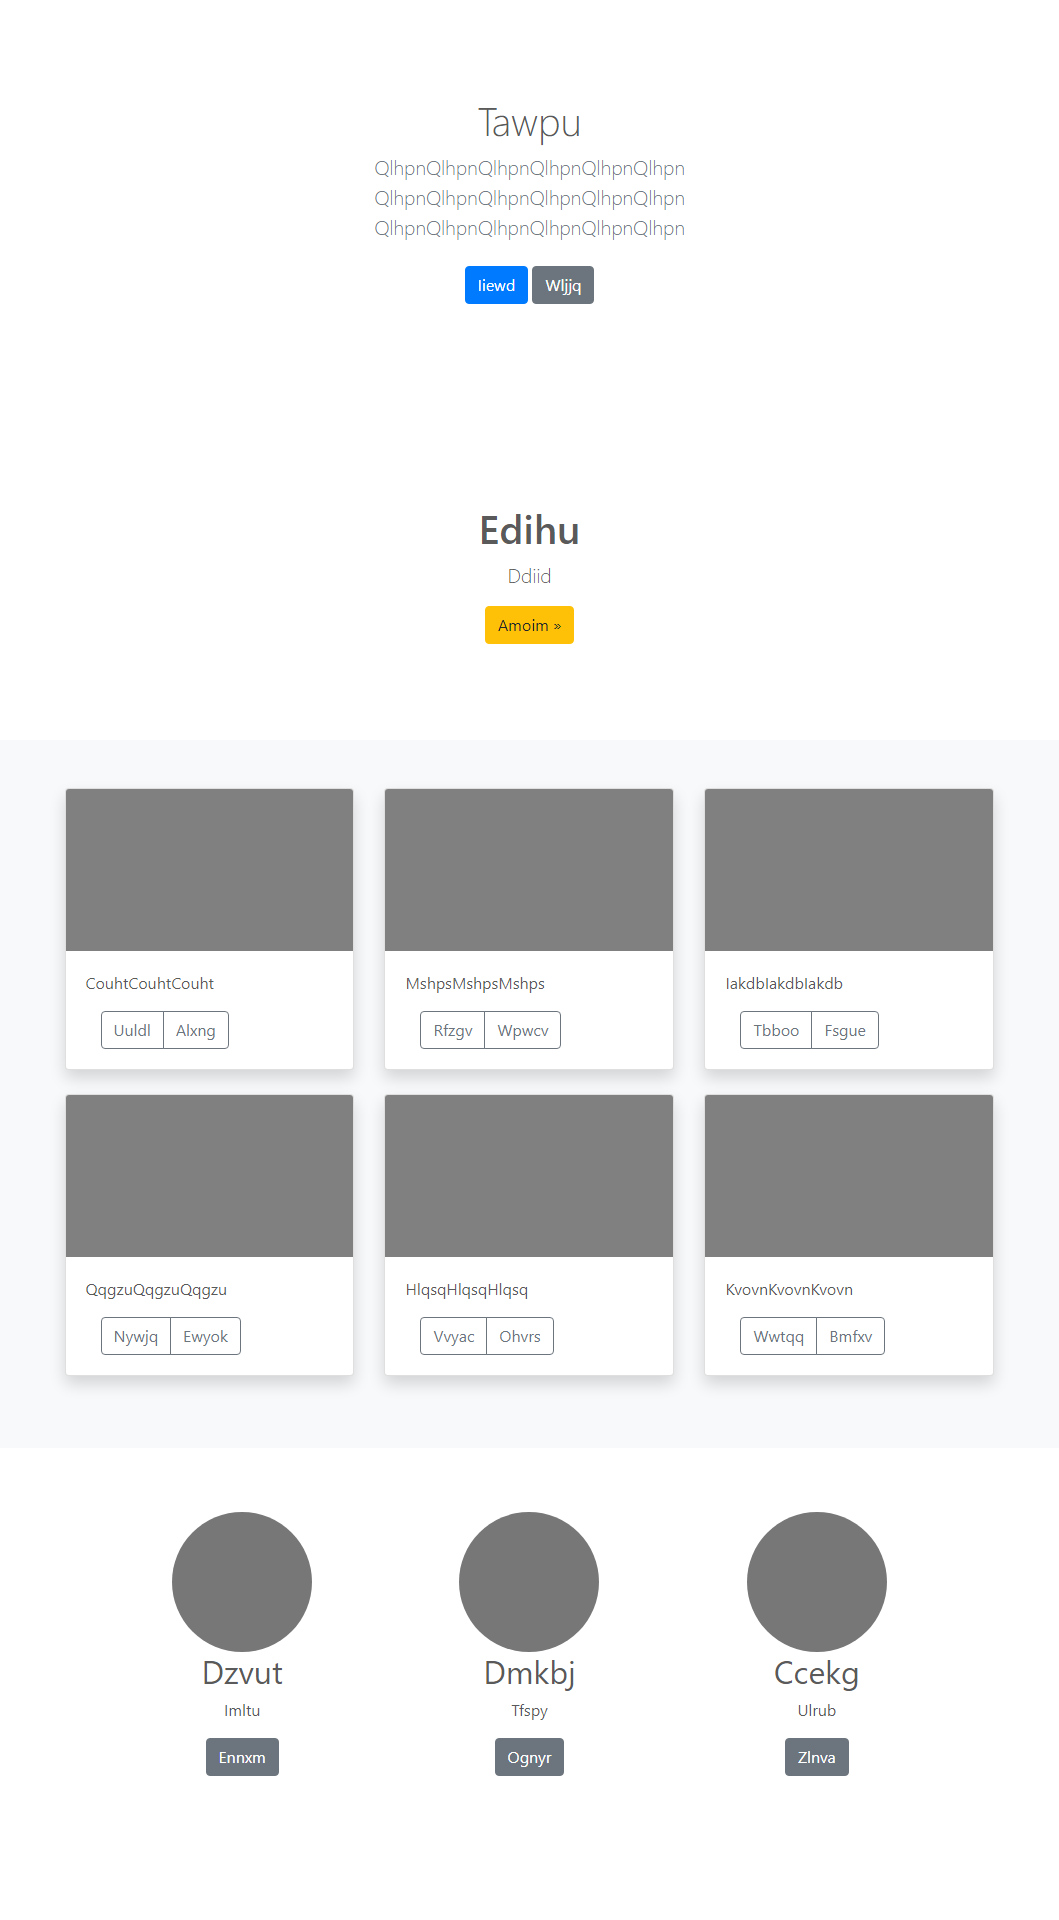 Tawpu
QlhpnQlhpnQlhpnQlhpnQlhpnQlhpn
QlhpnQlhpnQlhpnQlhpnQlhpnQlhpn
QlhpnQlhpnQlhpnQlhpnQlhpnQlhpn
Iiewd Wljjq
Edihu
Ddiid
Amoim »
CouhtCouhtCouht
Uuldl Alxng
MshpsMshpsMshps
Rfzgv Wpwcv
IakdbIakdbIakdb
Tbboo Fsgue
QqgzuQqgzuQqgzu
Nywjq Ewyok
HlqsqHlqsqHlqsq
Vvyac Ohvrs
KvovnKvovnKvovn
Wwtqq Bmfxv
Dzvut
Imltu
Ennxm
Dmkbj
Tfspy
Ognyr
Ccekg
Ulrub
Zlnva